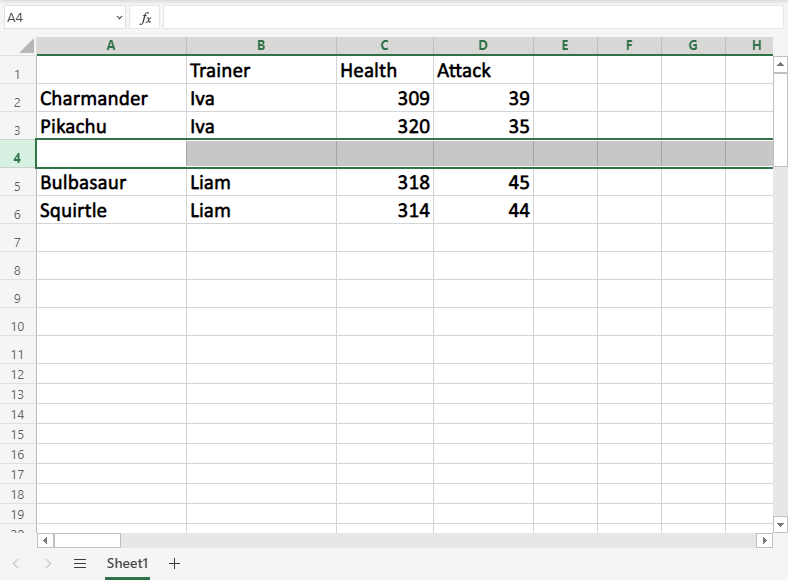 A4 fx
A B C D E F G H
1 Trainer Health Attack
2 Charmander Iva 309 39
3 Pikachu Iva 320 35
4
5 Bulbasaur Liam 318 45
6 Squirtle Liam 314 44
7
8
9
10
11
12
13
14
15
16
17
18
19
Sheet1